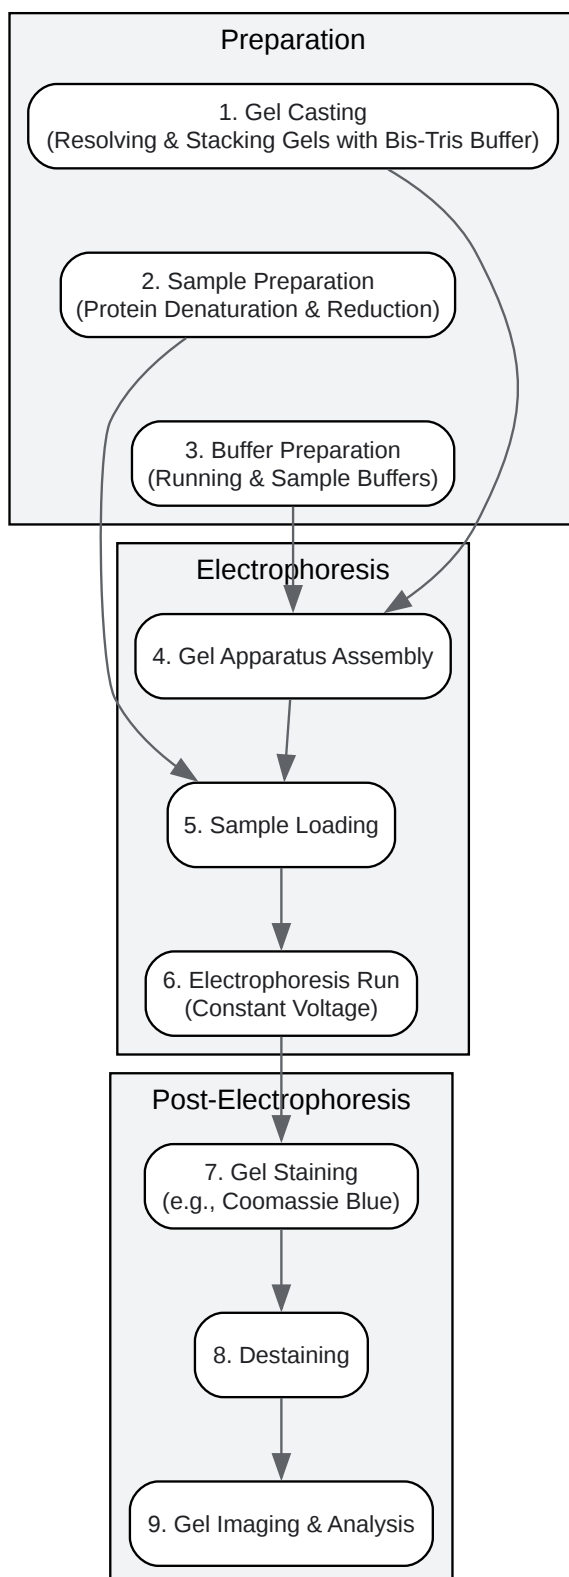 Preparation
1. Gel Casting
(Resolving & Stacking Gels with Bis-Tris Buffer)
2. Sample Preparation
(Protein Denaturation & Reduction)
3. Buffer Preparation
(Running & Sample Buffers)
Electrophoresis
4. Gel Apparatus Assembly
5. Sample Loading
6. Electrophoresis Run
(Constant Voltage)
Post-Electrophoresis
7. Gel Staining
(e.g., Coomassie Blue)
8. Destaining
9. Gel Imaging & Analysis